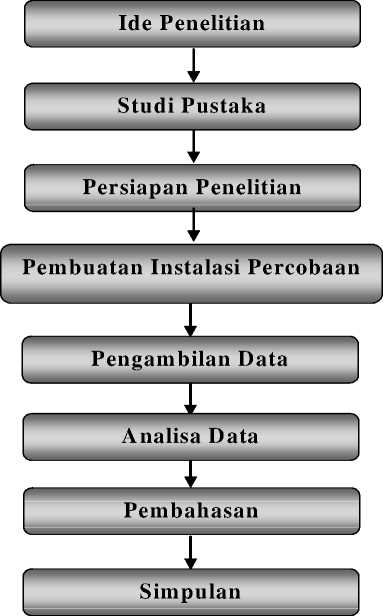 Ide Penelitian
Studi Pustaka
Persiapan Penelitian
Pembuatan Instalasi Percobaan
Pengambilan Data
Analisa Data
Pembahasan
Simpulan